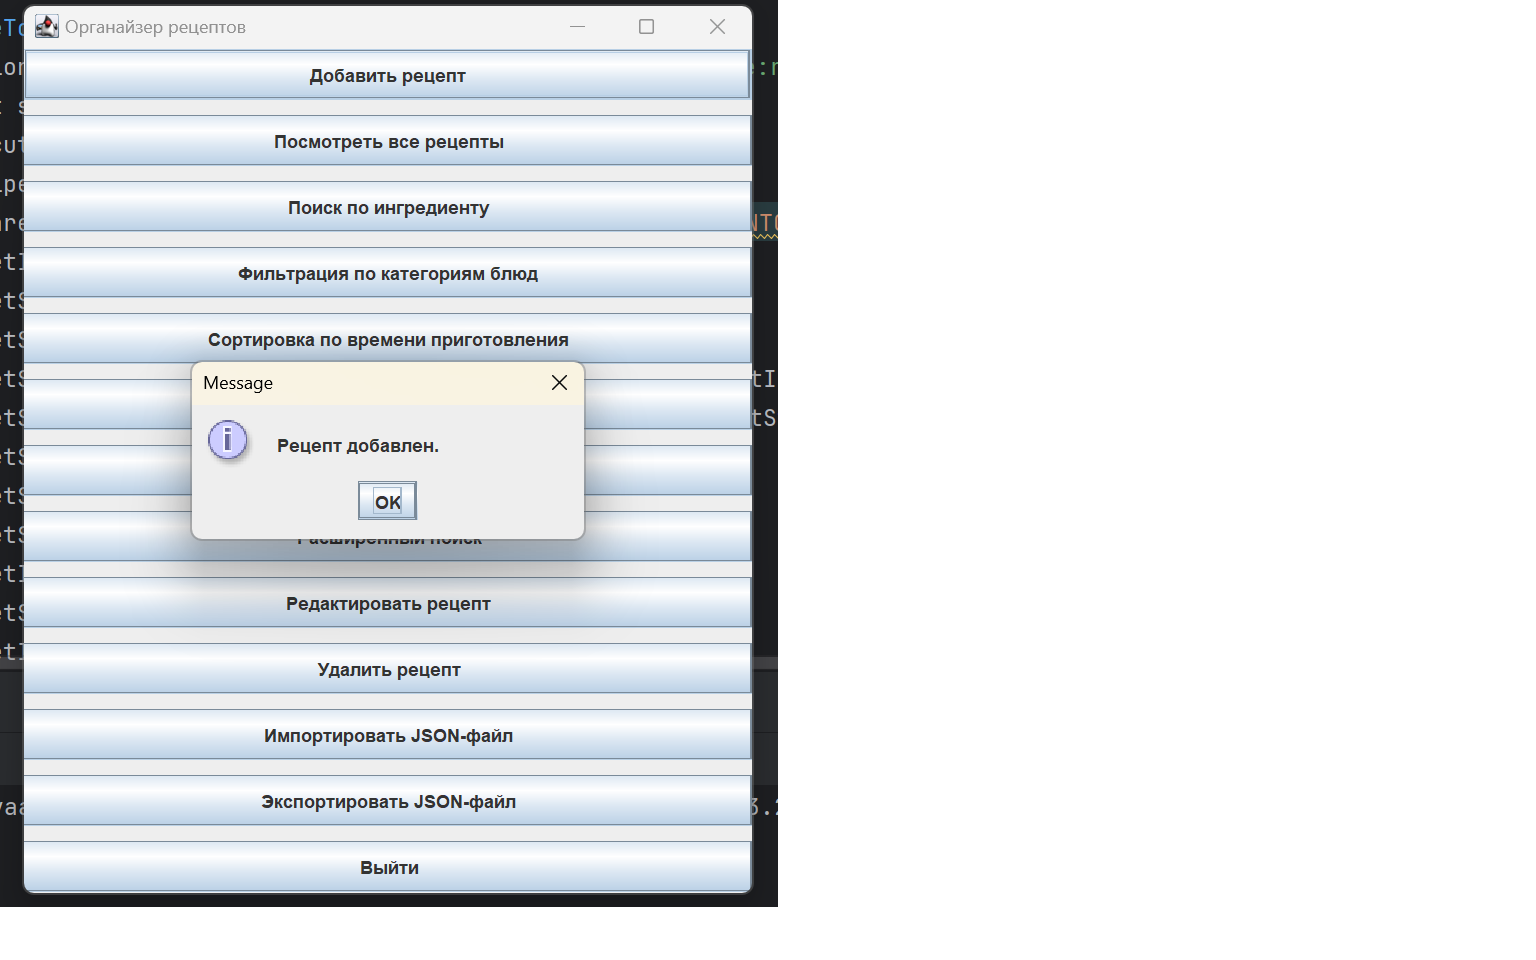 Органайзер рецептов
Добавить рецепт
Посмотреть все рецепты
Поиск по ингредиенту
Фильтрация по категориям блюд
Сортировка по времени приготовления
Message
Рецепт добавлен.
OK
Расширенный поиск
Редактировать рецепт
Удалить рецепт
Импортировать JSON-файл
Экспортировать JSON-файл
Выйти